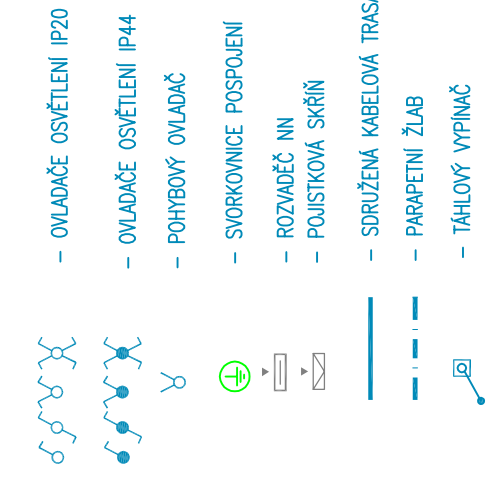 - OVLADAČE OSVĚTLENÍ IP20
- OVLADAČE OSVĚTLENÍ IP44
- POHYBOVÝ OVLADAČ
- SVORKOVNICE POSPOJENÍ
- ROZVADĚČ NN
- POJISTKOVÁ SKŘÍŇ
- SDRUŽENÁ KABELOVÁ TRASA
- PARAPETNÍ ŽLAB
- TÁHLOVÝ VYPÍNAČ